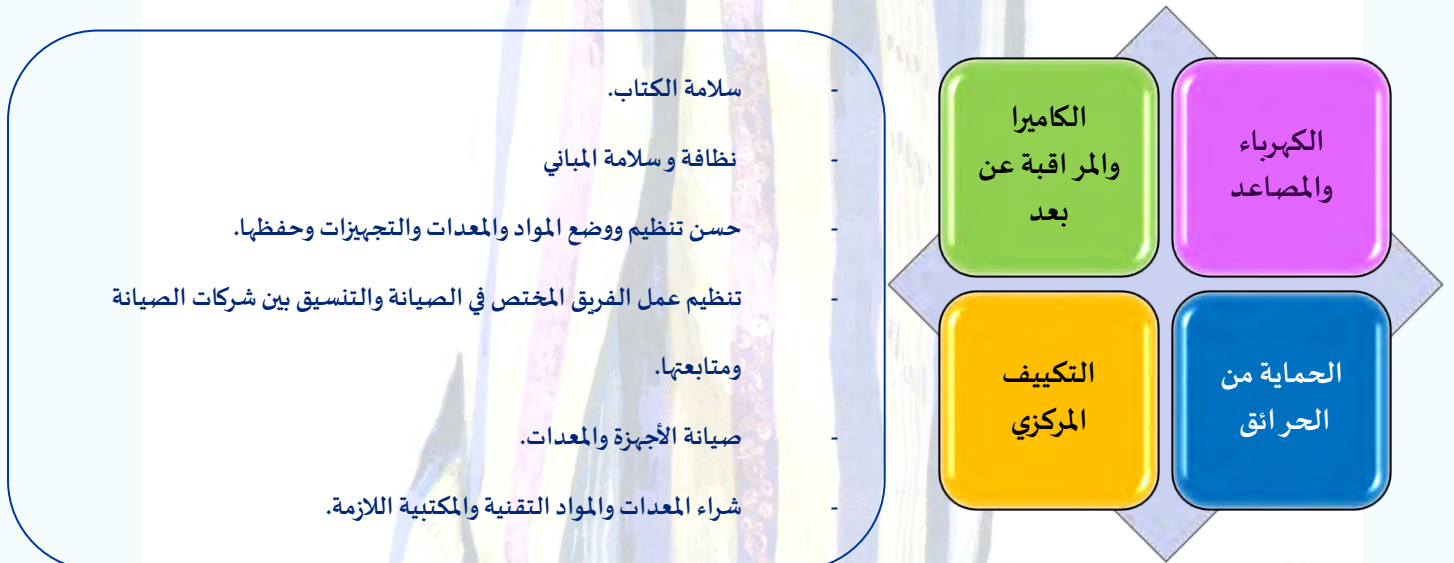 الكهرباء
والمصاعد
الكاميرا
والمراقبة عن
بعد
الحماية من
الحرائق
التكييف
المركزي
- سلامة الكتاب.
- نظافة وسلامة المباني
- حسن تنظيم ووضع المواد والمعدات والتجهيزات وحفظها.
- تنظيم عمل الفريق المختص في الصيانة والتنسيق بين شركات الصيانة
ومتابعتها.
- صيانة الأجهزة والمعدات.
- شراء المعدات والمواد التقنية والمكتبية اللازمة.